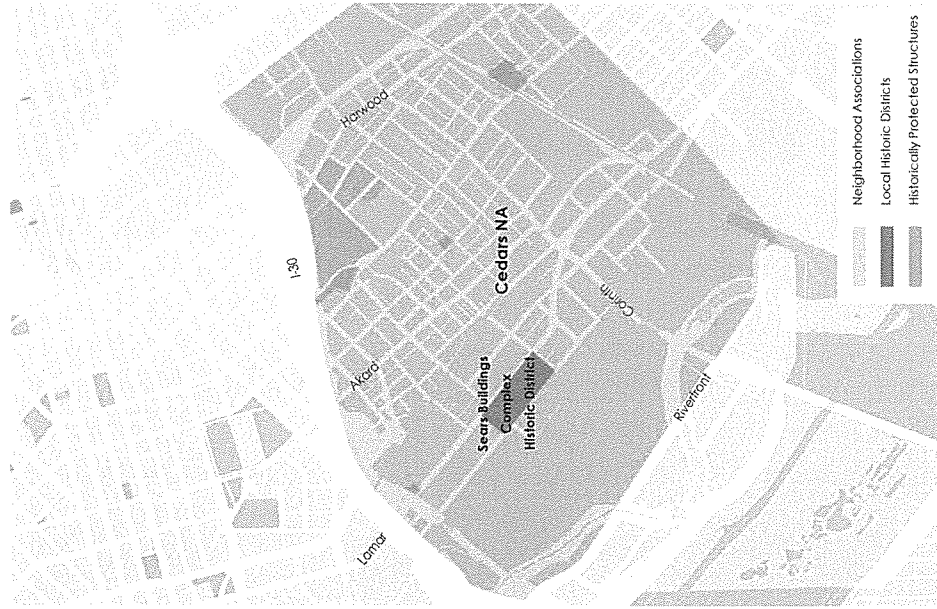 I-30
Harwood
Akard
Cedars NA
Corinth
Sears Buildings
Complex
Historic District
Lamar
Riverfront
Neighborhood Associations
Local Historic Districts
Historically Protected Structures